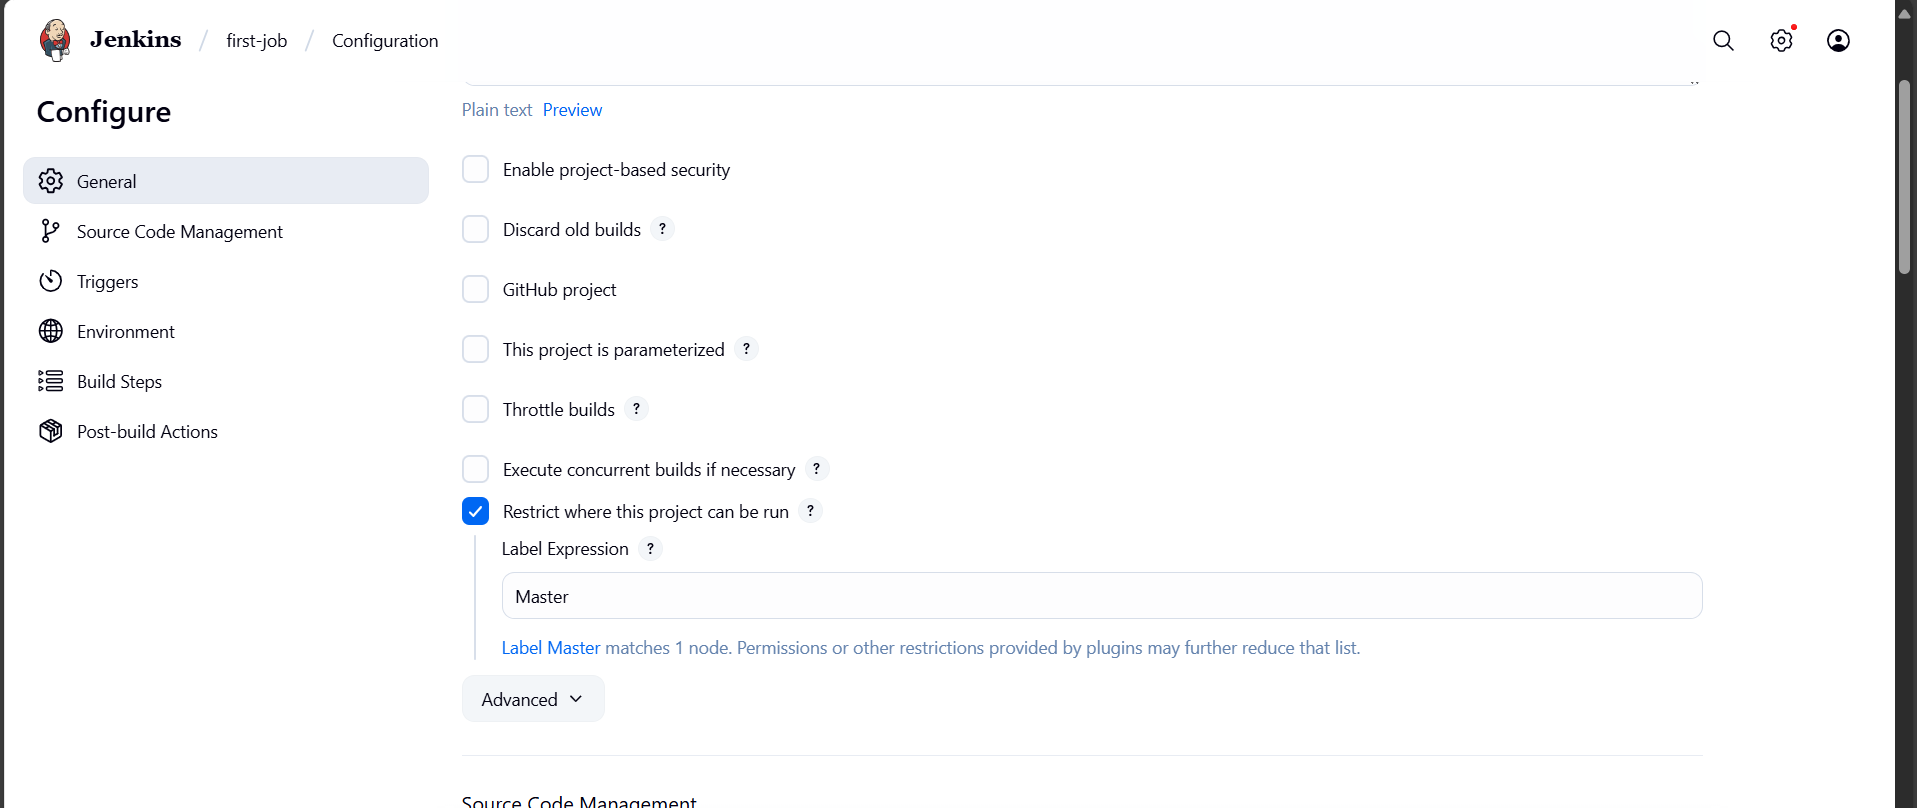 Jenkins / first-job / Configuration
Configure
General
Source Code Management
Triggers
Environment
Build Steps
Post-build Actions
Plain text Preview
Enable project-based security
Discard old builds ?
GitHub project
This project is parameterized ?
Throttle builds ?
Execute concurrent builds if necessary ?
Restrict where this project can be run ?
Label Expression ?
Master
Label Master matches 1 node. Permissions or other restrictions provided by plugins may further reduce that list.
Advanced
Source Code Management